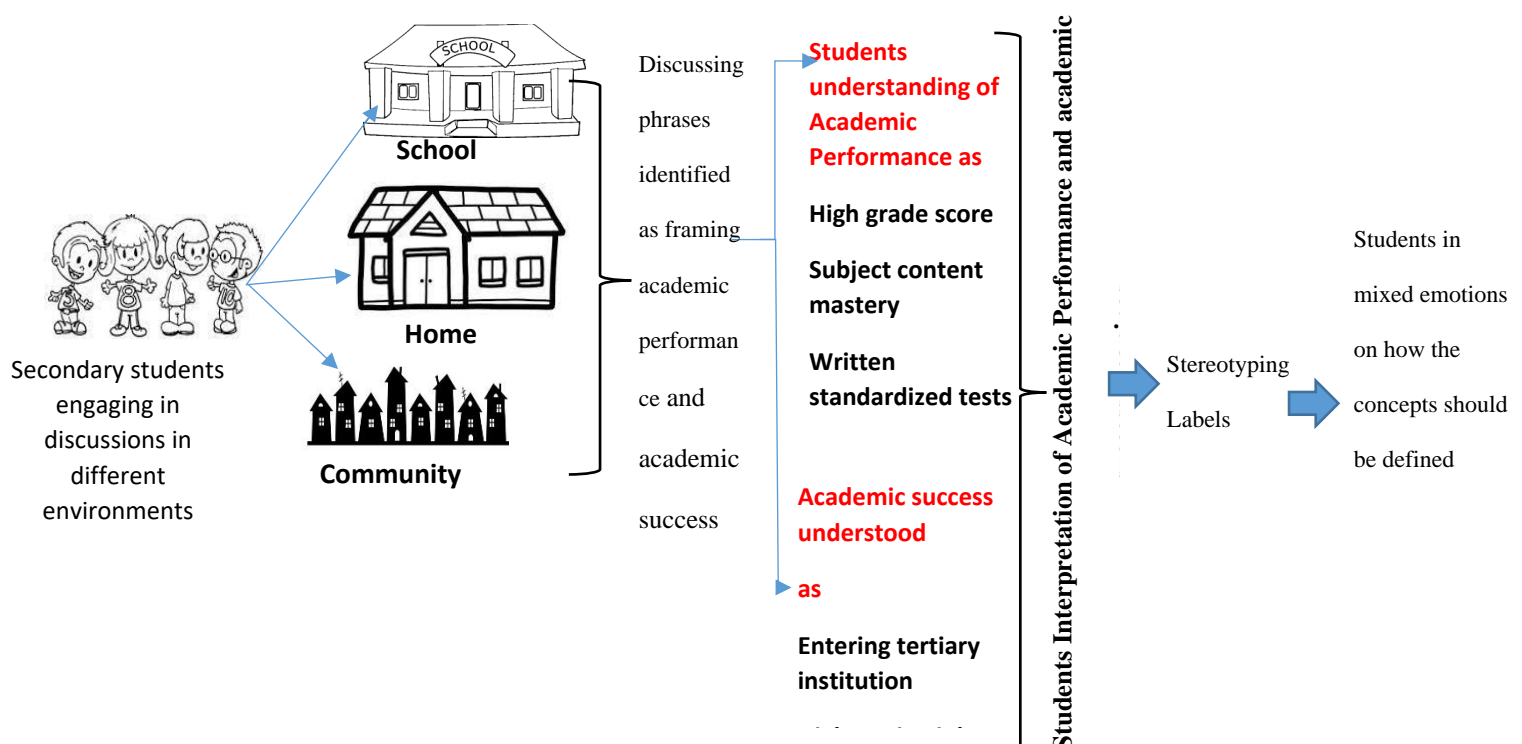 SCHOOL
School
Home
Community
5
8
10
Secondary students
engaging in
discussions in
different
environments
Discussing
phrases
identified
as framing
academic
performan
ce and
academic
success
Students
understanding of
Academic
Performance as
High grade score
Subject content
mastery
Written
standardized tests
Academic success
understood
as
Entering tertiary
institution
Students Interpretation of Academic Performance and academic
.
Stereotyping
Labels
Students in
mixed emotions
on how the
concepts should
be defined